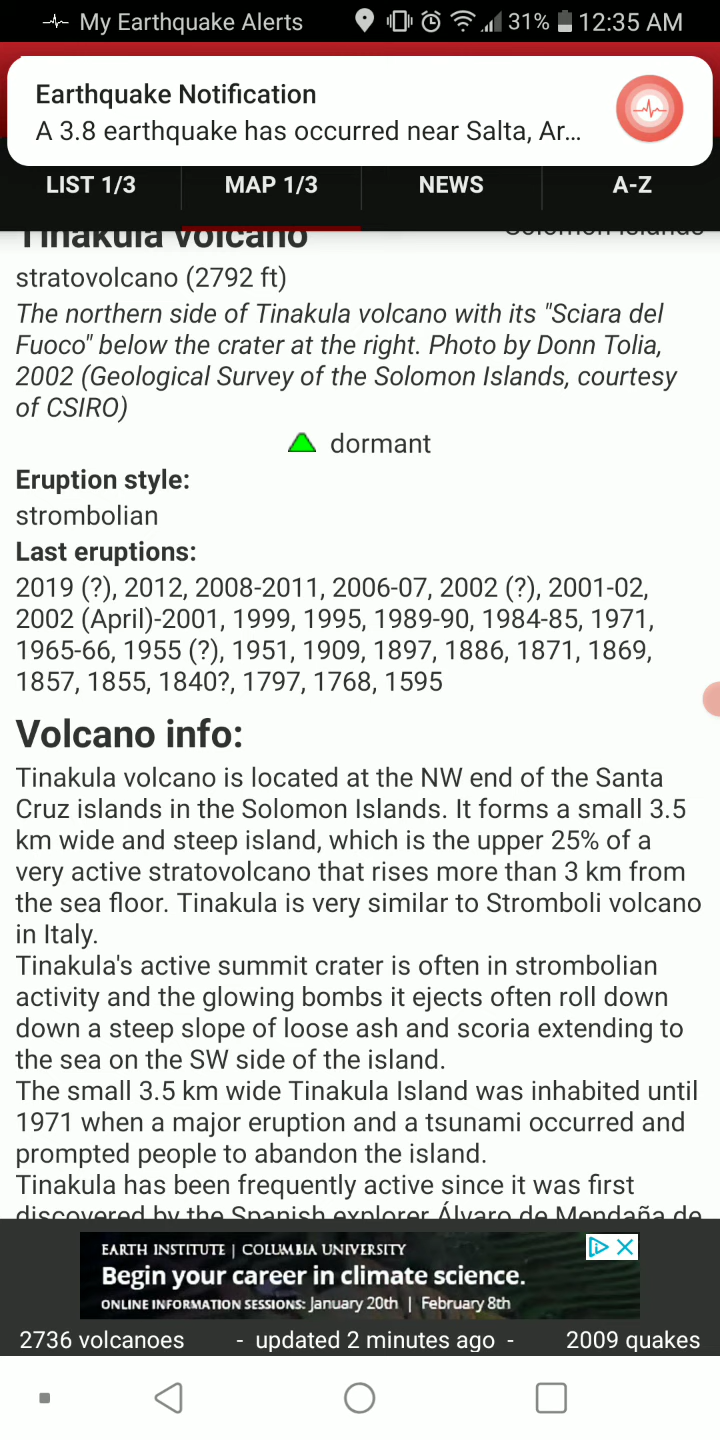 My Earthquake Alerts 31% 12:35 AM
Earthquake Notification
A 3.8 earthquake has occurred near Salta, Ar...
LIST 1/3 MAP 1/3 NEWS A-Z
Tinakula volcano Solomon Islands
stratovolcano (2792 ft)
The northern side of Tinakula volcano with its "Sciara del
Fuoco" below the crater at the right. Photo by Donn Tolia,
2002 (Geological Survey of the Solomon Islands, courtesy
of CSIRO)
dormant
Eruption style:
strombolian
Last eruptions:
2019 (?), 2012, 2008-2011, 2006-07, 2002 (?), 2001-02,
2002 (April)-2001, 1999, 1995, 1989-90, 1984-85, 1971,
1965-66, 1955 (?), 1951, 1909, 1897, 1886, 1871, 1869,
1857, 1855, 1840?, 1797, 1768, 1595
Volcano info:
Tinakula volcano is located at the NW end of the Santa
Cruz islands in the Solomon Islands. It forms a small 3.5
km wide and steep island, which is the upper 25% of a
very active stratovolcano that rises more than 3 km from
the sea floor. Tinakula is very similar to Stromboli volcano
in Italy.
Tinakula's active summit crater is often in strombolian
activity and the glowing bombs it ejects often roll down
down a steep slope of loose ash and scoria extending to
the sea on the SW side of the island.
The small 3.5 km wide Tinakula Island was inhabited until
1971 when a major eruption and a tsunami occurred and
prompted people to abandon the island.
Tinakula has been frequently active since it was first
discovered by the Spanish explorer Álvaro de Mendaña de
EARTH INSTITUTE | COLUMBIA UNIVERSITY
Begin your career in climate science.
ONLINE INFORMATION SESSIONS: January 20th | February 8th
2736 volcanoes - updated 2 minutes ago - 2009 quakes